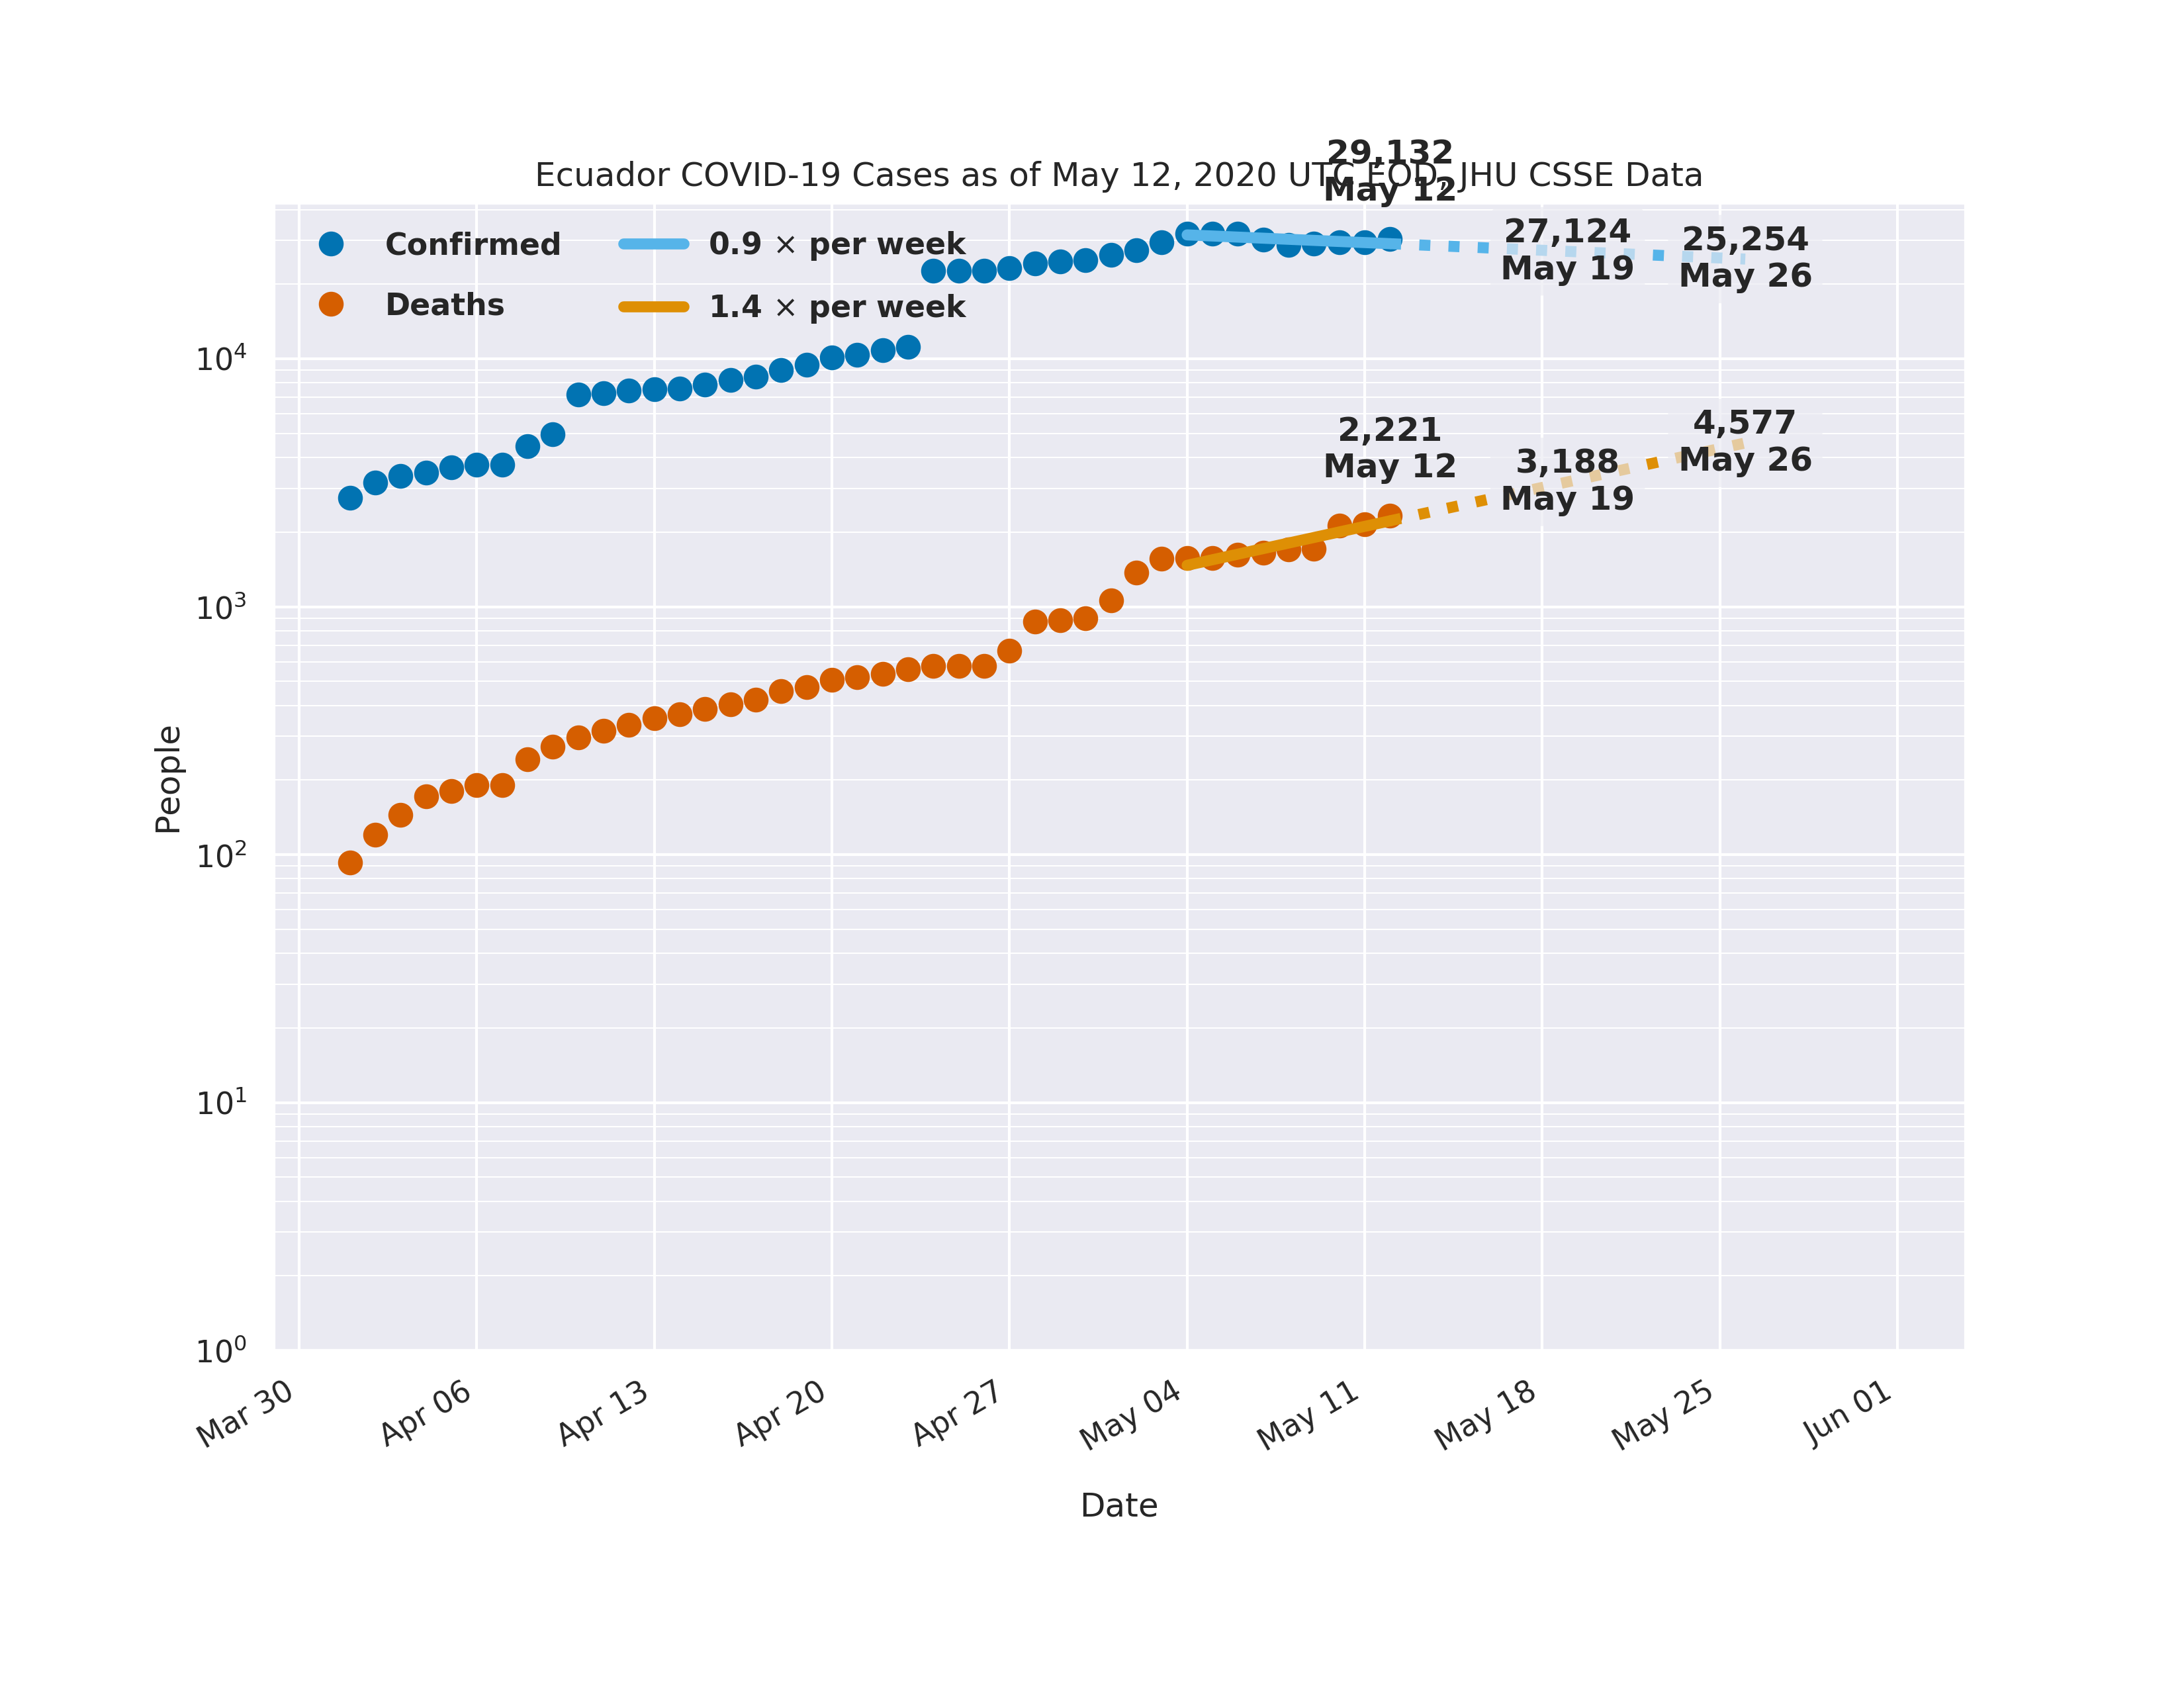 29,132
May 12
Ecuador COVID-19 Cases as of May 12, 2020 UTC EOD, JHU CSSE Data
Confirmed
Deaths
0.9 × per week
1.4 × per week
27,124
May 19
25,254
May 26
2,221
May 12
3,188
May 19
4,577
May 26
People
10⁴
10³
10²
10¹
10⁰
Mar 30
Apr 06
Apr 13
Apr 20
Apr 27
May 04
May 11
May 18
May 25
Jun 01
Date